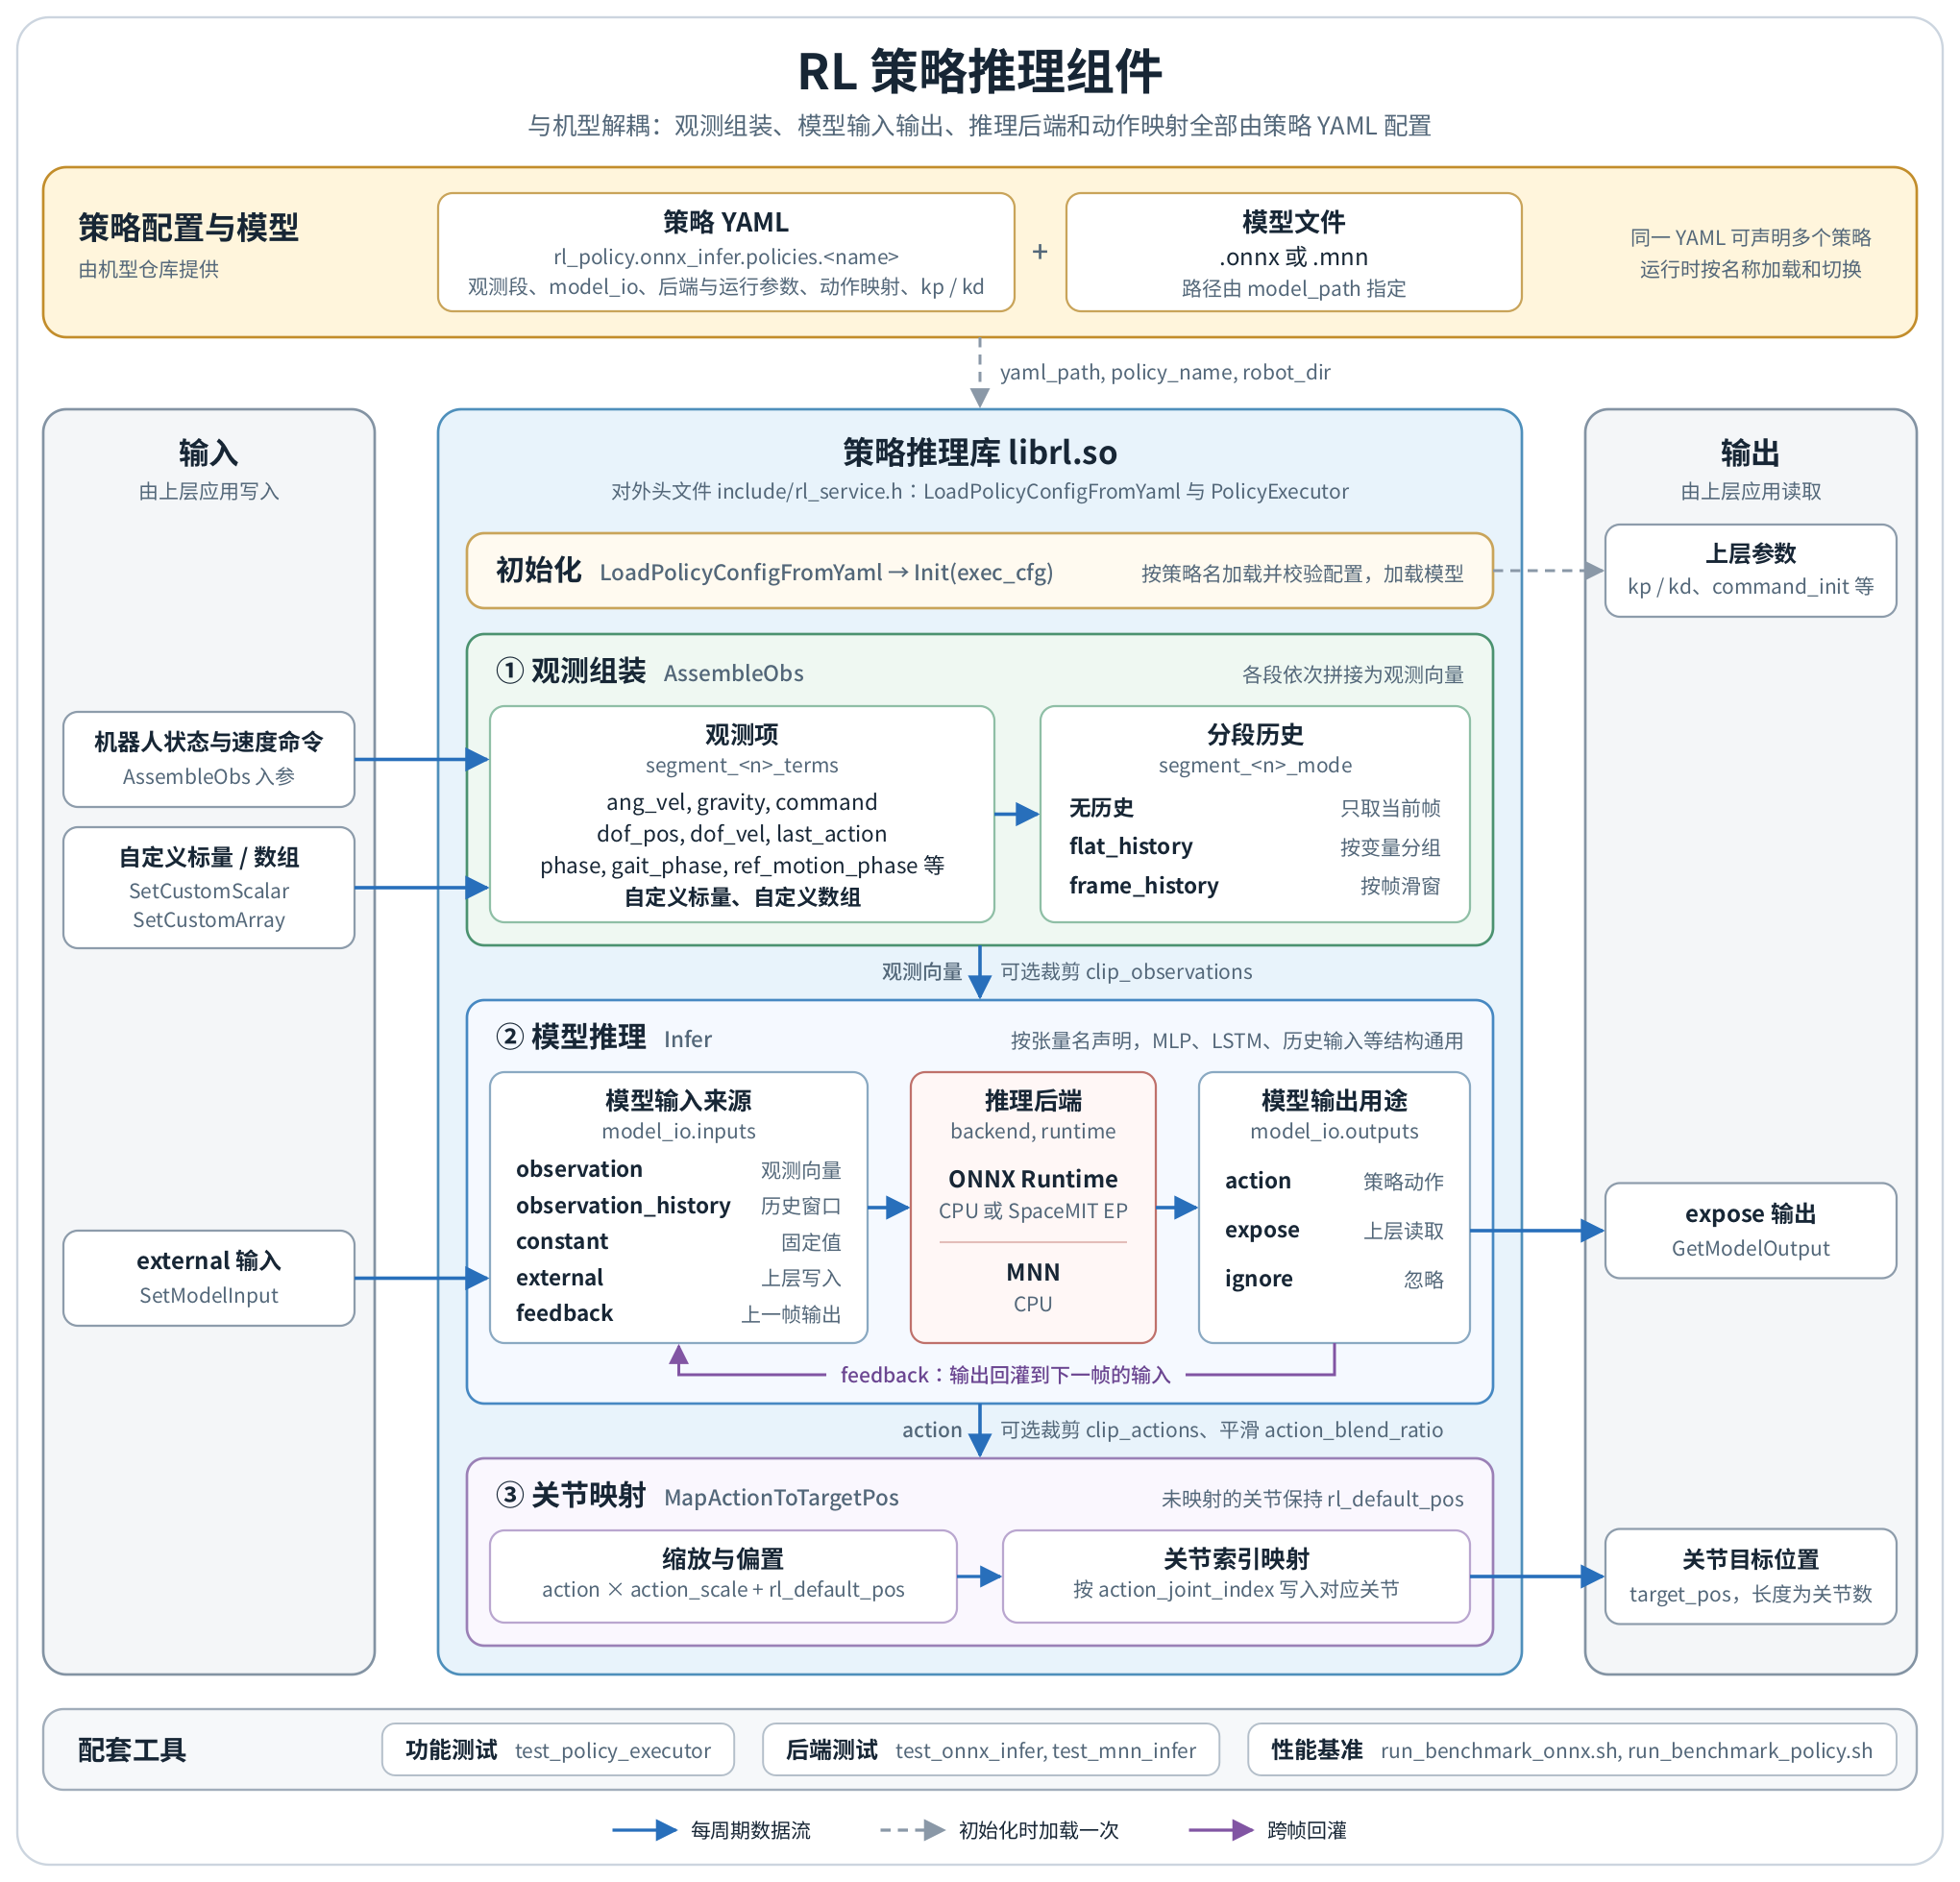 RL 策略推理组件
与机型解耦：观测组装、模型输入输出、推理后端和动作映射全部由策略 YAML 配置
策略配置与模型
由机型仓库提供
策略 YAML
rl_policy.onnx_infer.policies.<name>
观测段、model_io、后端与运行参数、动作映射、kp / kd
+
模型文件
.onnx 或 .mnn
路径由 model_path 指定
同一 YAML 可声明多个策略
运行时按名称加载和切换
yaml_path, policy_name, robot_dir
输入
由上层应用写入
机器人状态与速度命令
AssembleObs 入参
自定义标量 / 数组
SetCustomScalar
SetCustomArray
external 输入
SetModelInput
策略推理库 librl.so
对外头文件 include/rl_service.h：LoadPolicyConfigFromYaml 与 PolicyExecutor
初始化 LoadPolicyConfigFromYaml → Init(exec_cfg) 按策略名加载并校验配置，加载模型
① 观测组装 AssembleObs 各段依次拼接为观测向量
观测项
segment_<n>_terms
ang_vel, gravity, command
dof_pos, dof_vel, last_action
phase, gait_phase, ref_motion_phase 等
自定义标量、自定义数组
分段历史
segment_<n>_mode
无历史 只取当前帧
flat_history 按变量分组
frame_history 按帧滑窗
观测向量 可选裁剪 clip_observations
② 模型推理 Infer 按张量名声明，MLP、LSTM、历史输入等结构通用
模型输入来源
model_io.inputs
observation 观测向量
observation_history 历史窗口
constant 固定值
external 上层写入
feedback 上一帧输出
推理后端
backend, runtime
ONNX Runtime
CPU 或 SpaceMIT EP
MNN
CPU
模型输出用途
model_io.outputs
action 策略动作
expose 上层读取
ignore 忽略
feedback：输出回灌到下一帧的输入
action 可选裁剪 clip_actions、平滑 action_blend_ratio
③ 关节映射 MapActionToTargetPos 未映射的关节保持 rl_default_pos
缩放与偏置
action × action_scale + rl_default_pos
关节索引映射
按 action_joint_index 写入对应关节
输出
由上层应用读取
上层参数
kp / kd、command_init 等
expose 输出
GetModelOutput
关节目标位置
target_pos，长度为关节数
配套工具
功能测试 test_policy_executor
后端测试 test_onnx_infer, test_mnn_infer
性能基准 run_benchmark_onnx.sh, run_benchmark_policy.sh
每周期数据流
初始化时加载一次
跨帧回灌